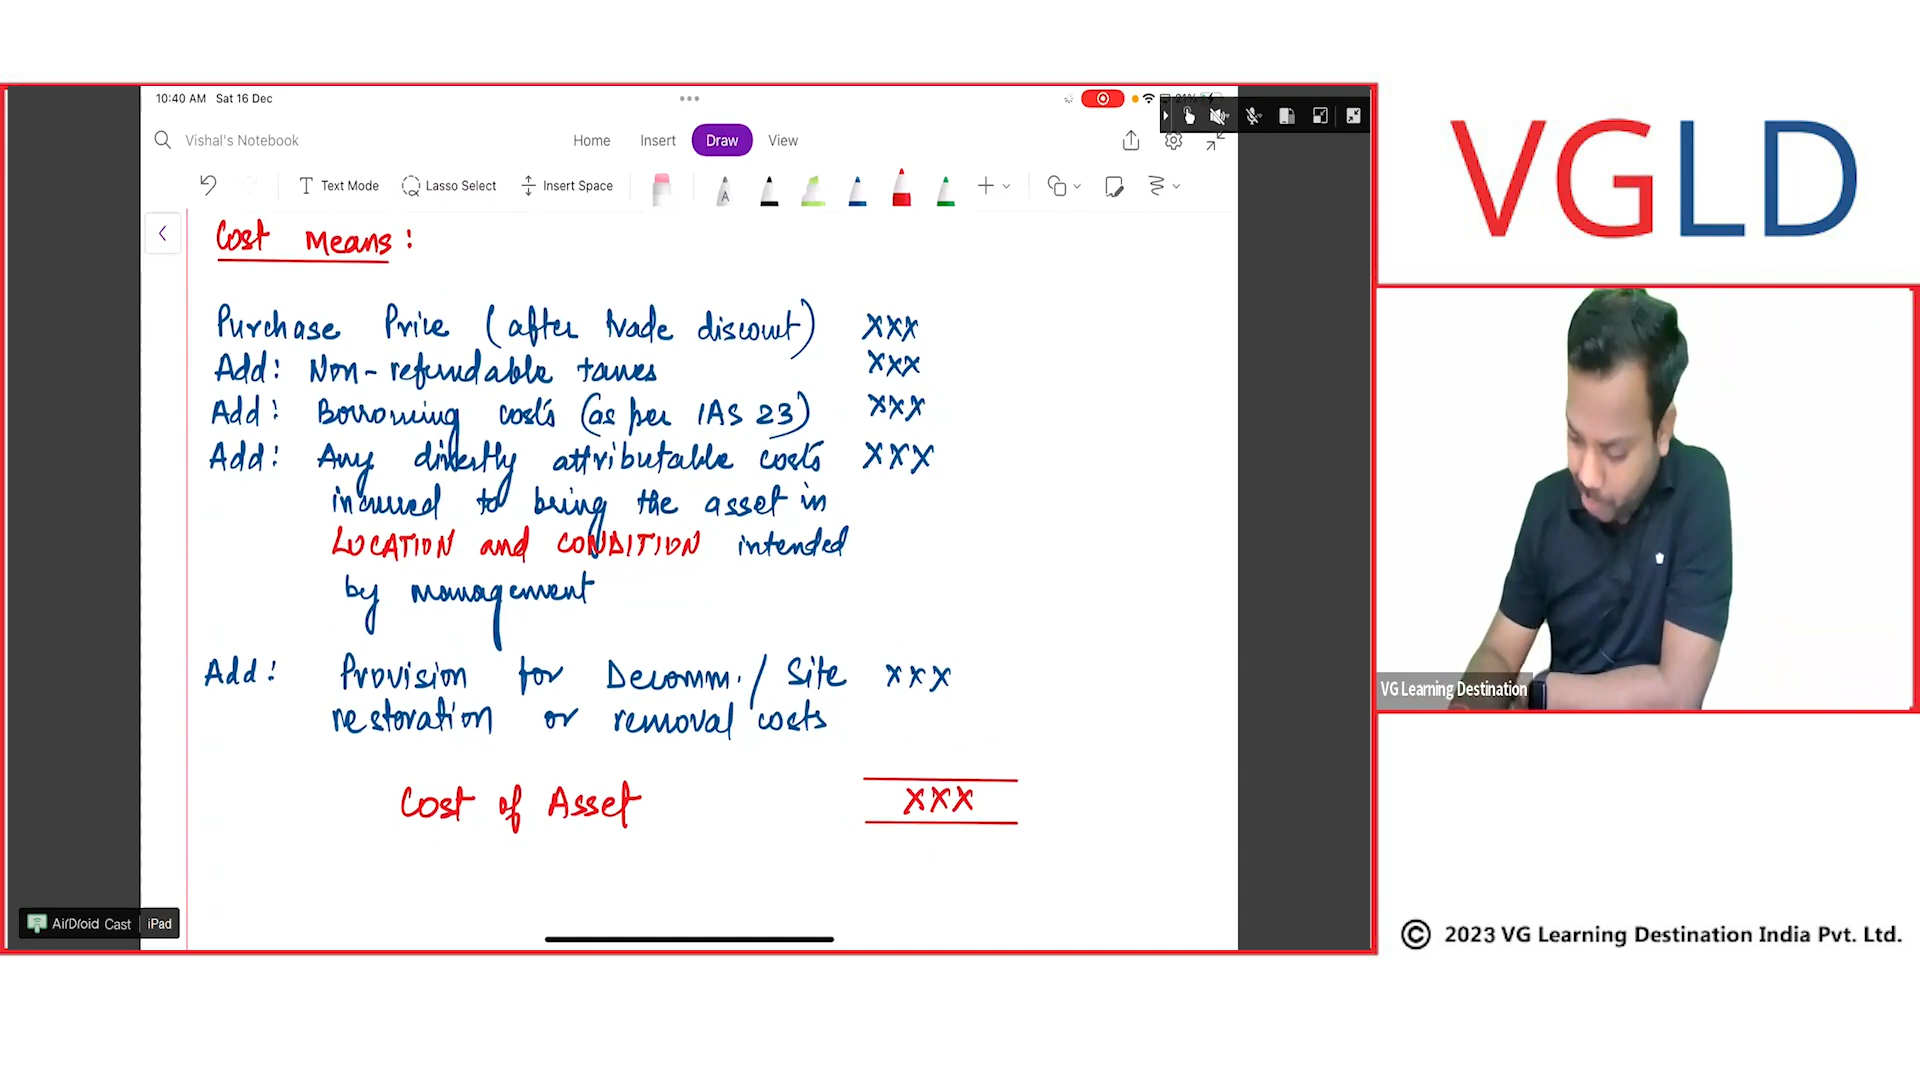 10:40 AM Sat 16 Dec
21%
Vishal's Notebook
Home Insert Draw View
Text Mode Lasso Select Insert Space
VGLD
Cost Means:
Purchase Price (after trade discount) xxx
Add: Non-refundable taxes xxx
Add: Borrowing costs (as per IAS 23) xxx
Add: Any directly attributable costs xxx
incurred to bring the asset in
LOCATION and CONDITION intended
by management
Add: Provision for Decomm./Site xxx
restoration or removal costs
Cost of Asset xxx
VG Learning Destination
AirDroid Cast iPad
© 2023 VG Learning Destination India Pvt. Ltd.